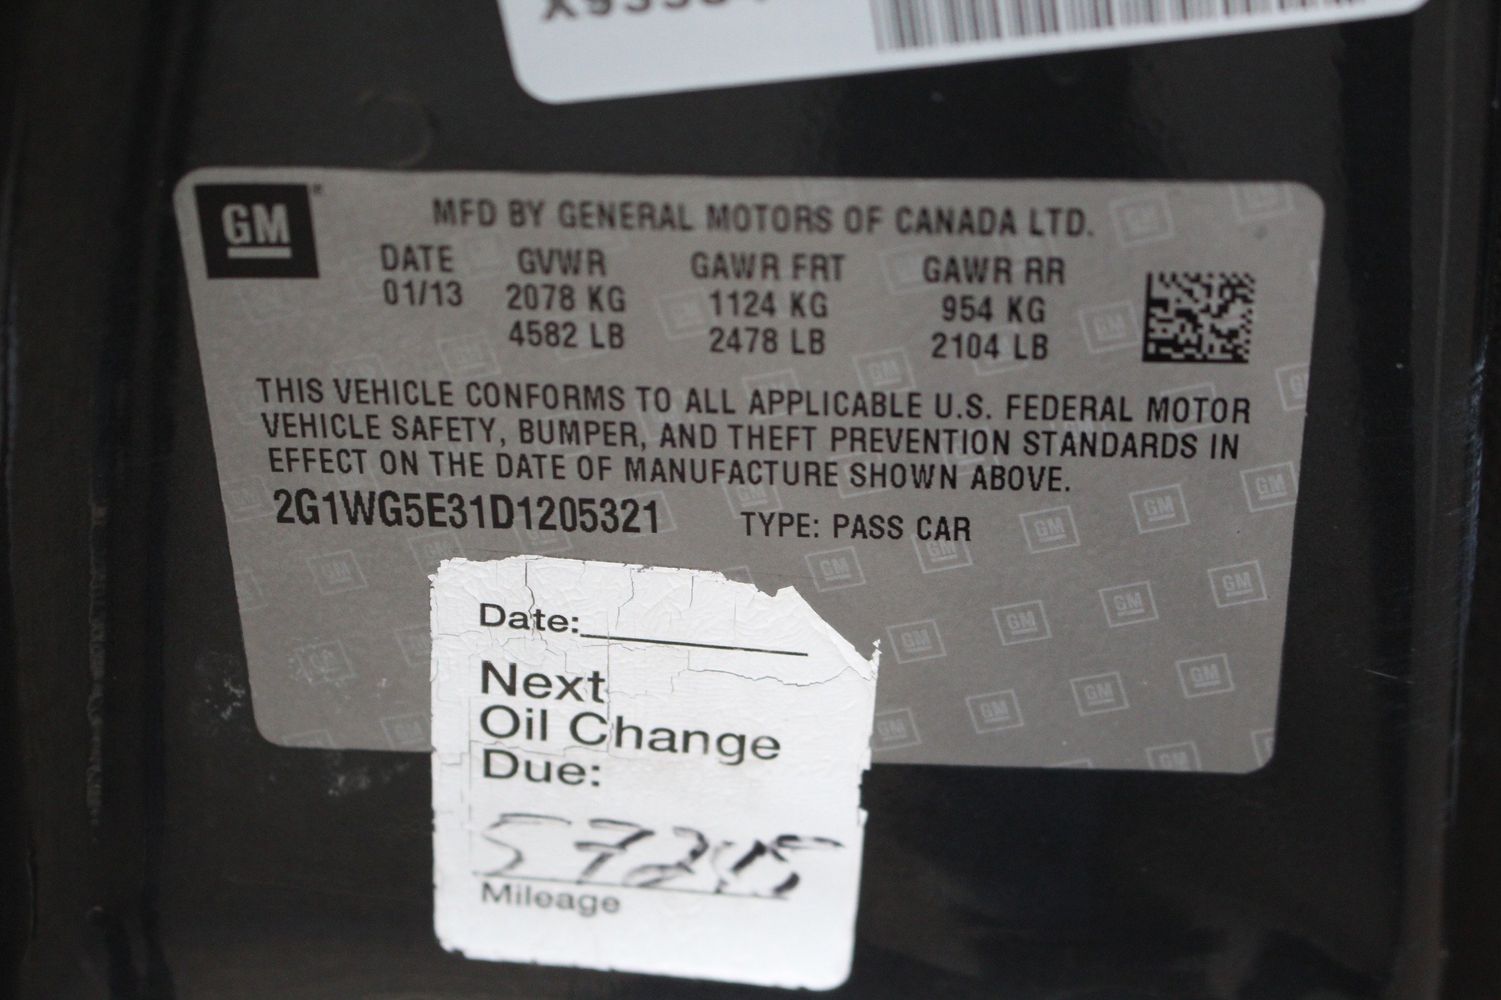 GM
MFD BY GENERAL MOTORS OF CANADA LTD.
DATE GVWR GAWR FRT GAWR RR
01/13 2078 KG 1124 KG 954 KG
4582 LB 2478 LB 2104 LB
THIS VEHICLE CONFORMS TO ALL APPLICABLE U.S. FEDERAL MOTOR
VEHICLE SAFETY, BUMPER, AND THEFT PREVENTION STANDARDS IN
EFFECT ON THE DATE OF MANUFACTURE SHOWN ABOVE.
2G1WG5E31D1205321 TYPE: PASS CAR
Date:
Next
Oil Change
Due:
Mileage